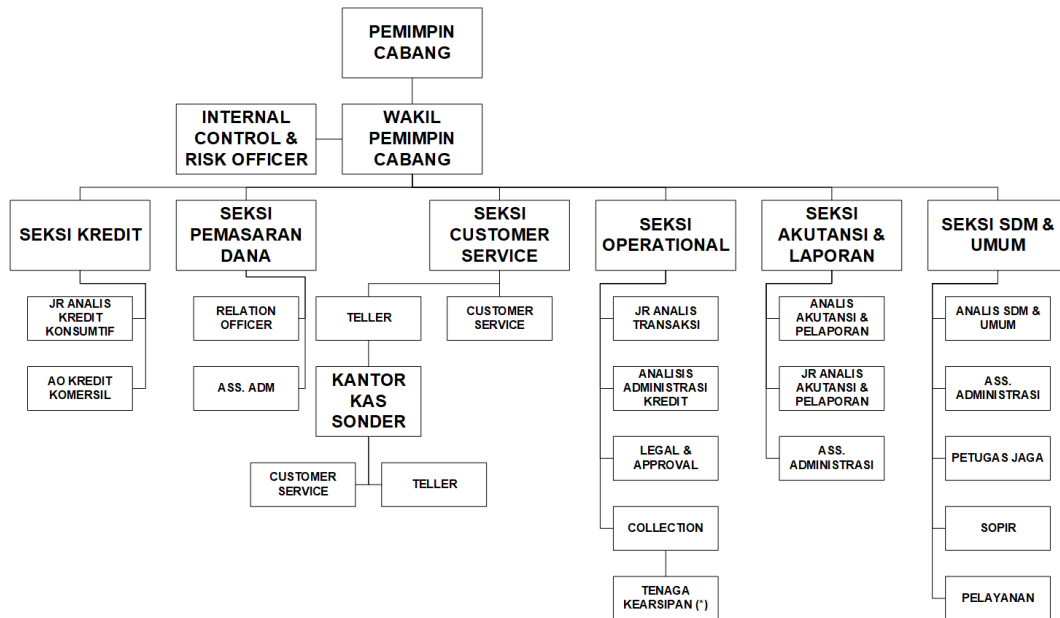 PEMIMPIN
CABANG
INTERNAL
CONTROL &
RISK OFFICER
WAKIL
PEMIMPIN
CABANG
SEKSI KREDIT
SEKSI
PEMASARAN
DANA
SEKSI
CUSTOMER
SERVICE
SEKSI
OPERATIONAL
SEKSI
AKUTANSI &
LAPORAN
SEKSI SDM &
UMUM
JR ANALIS
KREDIT
KONSUMTIF
RELATION
OFFICER
TELLER
CUSTOMER
SERVICE
JR ANALIS
TRANSAKSI
ANALIS
AKUTANSI &
PELAPORAN
ANALIS SDM &
UMUM
AO KREDIT
KOMERSIL
ASS. ADM
KANTOR
KAS
SONDER
ANALISIS
ADMINISTRASI
KREDIT
JR ANALIS
AKUTANSI &
PELAPORAN
ASS.
ADMINISTRASI
CUSTOMER
SERVICE
TELLER
LEGAL &
APPROVAL
ASS.
ADMINISTRASI
PETUGAS JAGA
COLLECTION
SOPIR
TENAGA
KEARSIPAN (*)
PELAYANAN